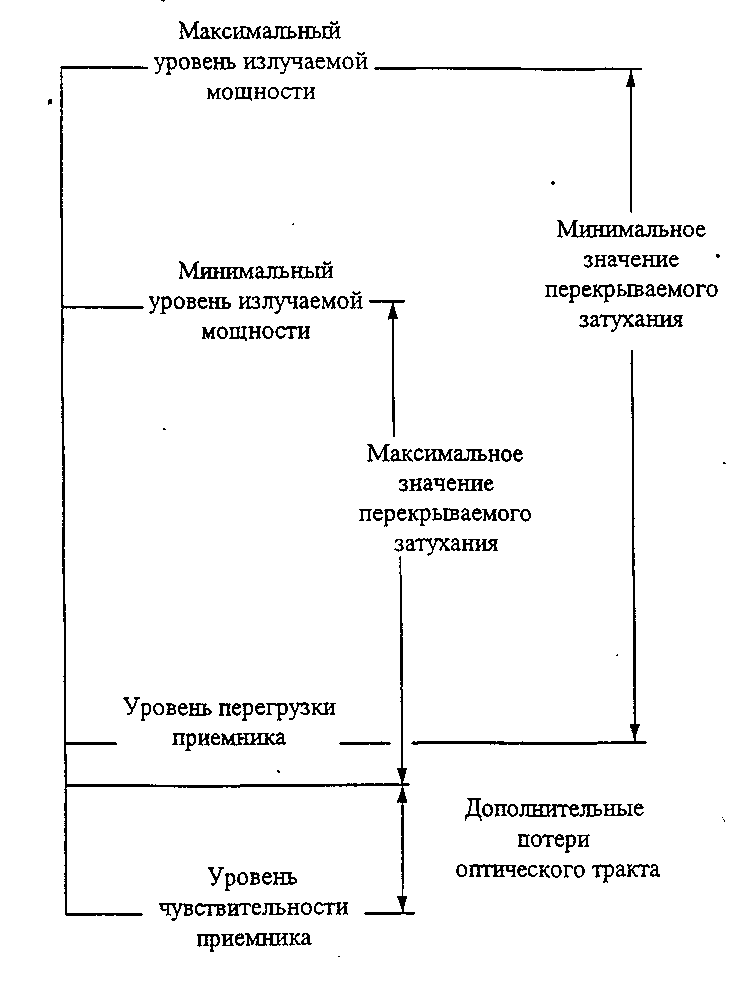 Максимальный
уровень излучаемой
мощности
Минимальное
значение
перекрываемого
затухания
Минимальный
уровень излучаемой
мощности
Максимальное
значение
перекрываемого
затухания
Уровень перегрузки
приемника
Дополнительные
потери
оптического тракта
Уровень
чувствительности
приемника